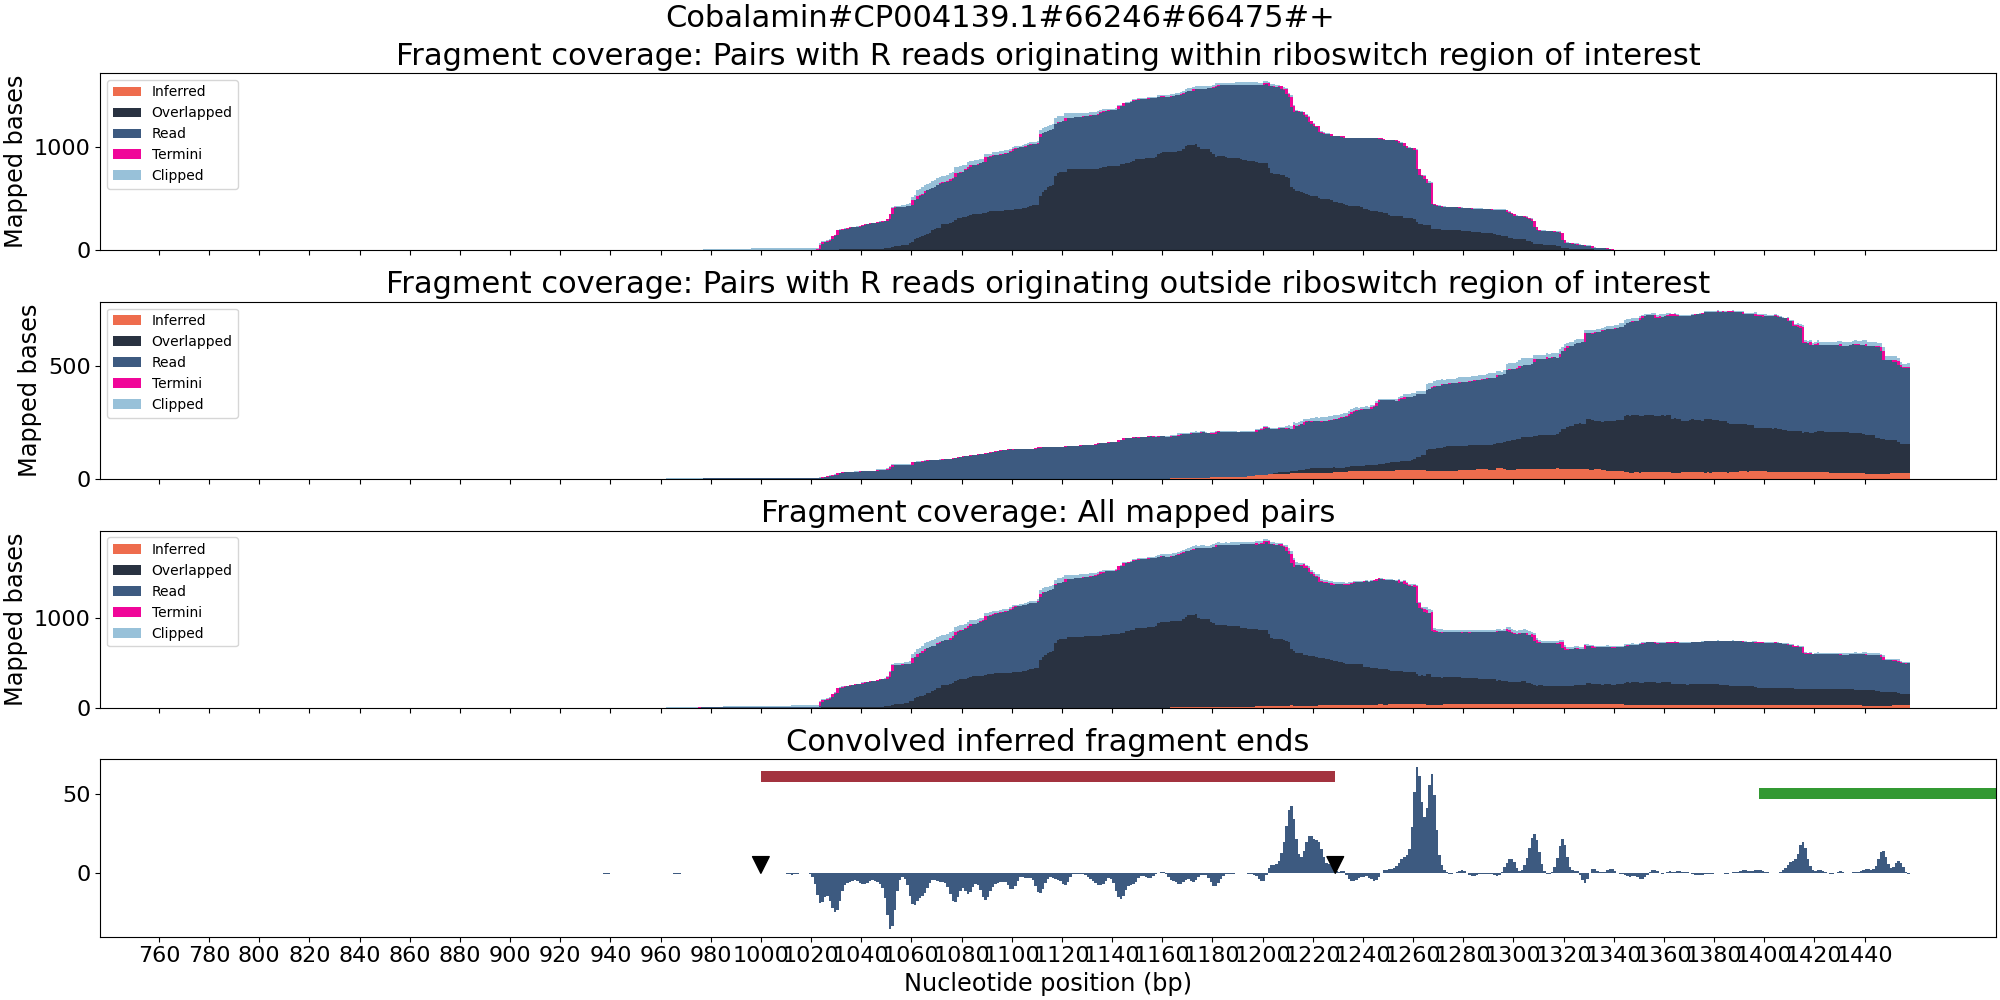 Cobalamin#CP004139.1#66246#66475#+
Fragment coverage: Pairs with R reads originating within riboswitch region of interest
Mapped bases
1000
0
Inferred
Overlapped
Read
Termini
Clipped
Fragment coverage: Pairs with R reads originating outside riboswitch region of interest
Mapped bases
500
0
Inferred
Overlapped
Read
Termini
Clipped
Fragment coverage: All mapped pairs
Mapped bases
1000
0
Inferred
Overlapped
Read
Termini
Clipped
Convolved inferred fragment ends
50
0
760 780 800 820 840 860 880 900 920 940 960 980 1000 1020 1040 1060 1080 1100 1120 1140 1160 1180 1200 1220 1240 1260 1280 1300 1320 1340 1360 1380 1400 1420 1440
Nucleotide position (bp)